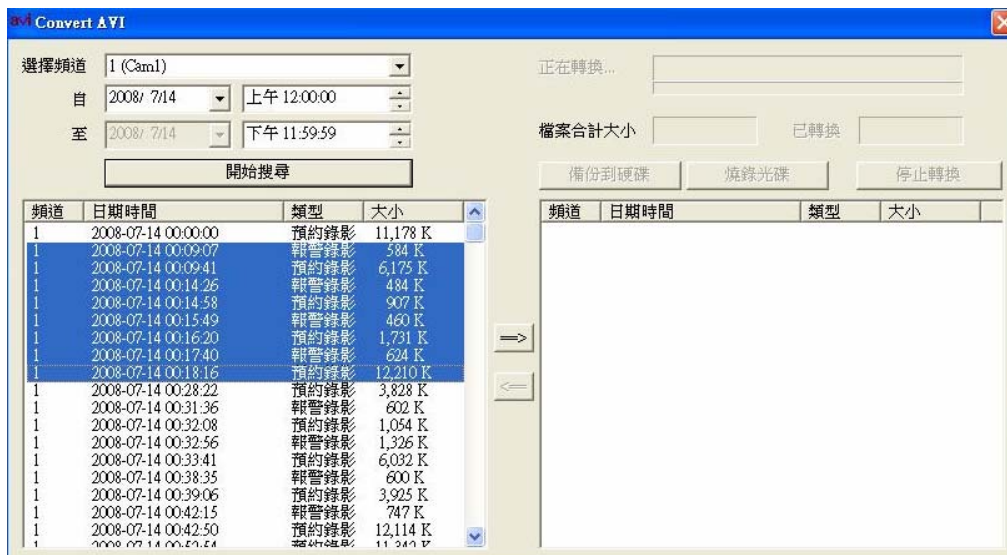 avi Convert AVI
選擇頻道 1 (Cam1)
自 2008/ 7/14 上午 12:00:00
至 2008/ 7/14 下午 11:59:59
開始搜尋
正在轉換...
檔案合計大小 已轉換
備份到硬碟 燒錄光碟 停止轉換
頻道 日期時間 類型 大小
1 2008-07-14 00:00:00 預約錄影 11,178 K
1 2008-07-14 00:09:07 報警錄影 584 K
1 2008-07-14 00:09:41 預約錄影 6,175 K
1 2008-07-14 00:14:26 報警錄影 484 K
1 2008-07-14 00:14:58 預約錄影 907 K
1 2008-07-14 00:15:49 報警錄影 460 K
1 2008-07-14 00:16:20 預約錄影 1,731 K
1 2008-07-14 00:17:40 報警錄影 624 K
1 2008-07-14 00:18:16 預約錄影 12,210 K
1 2008-07-14 00:28:22 預約錄影 3,828 K
1 2008-07-14 00:31:36 報警錄影 602 K
1 2008-07-14 00:32:08 預約錄影 1,054 K
1 2008-07-14 00:32:56 報警錄影 1,326 K
1 2008-07-14 00:33:41 預約錄影 6,032 K
1 2008-07-14 00:38:35 報警錄影 600 K
1 2008-07-14 00:39:06 預約錄影 3,925 K
1 2008-07-14 00:42:15 報警錄影 747 K
1 2008-07-14 00:42:50 預約錄影 12,114 K
==>
<==
頻道 日期時間 類型 大小